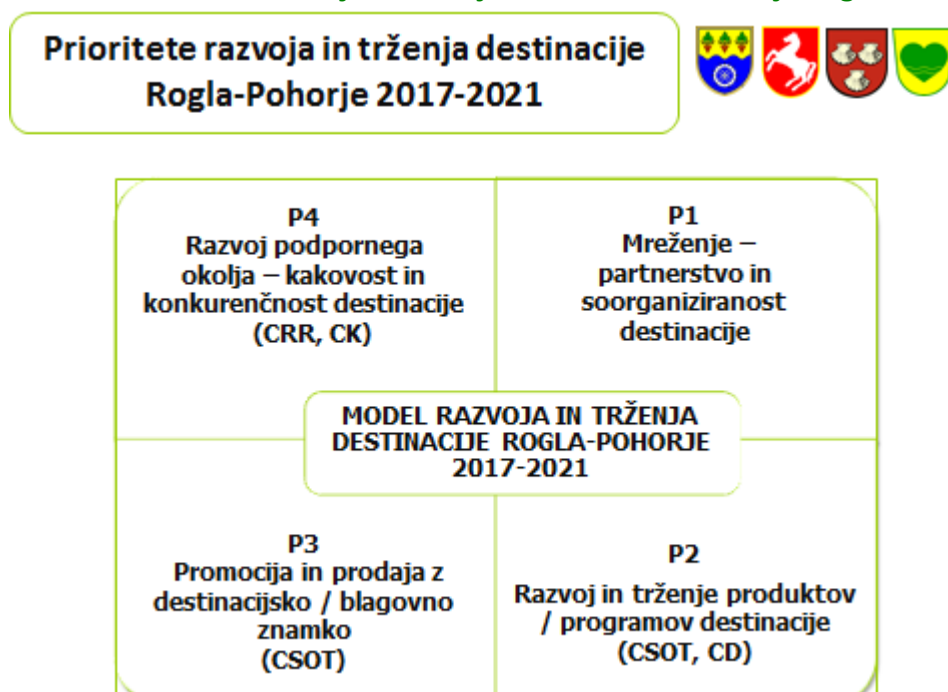 Prioritete razvoja in trženja destinacije
Rogla-Pohorje 2017-2021
P4
Razvoj podpornega
okolja – kakovost in
konkurenčnost destinacije
(CRR, CK)
P1
Mreženje –
partnerstvo in
soorganiziranost
destinacije
MODEL RAZVOJA IN TRŽENJA
DESTINACIJE ROGLA-POHORJE
2017-2021
P3
Promocija in prodaja z
destinacijsko / blagovno
znamko
(CSOT)
P2
Razvoj in trženje produktov
/ programov destinacije
(CSOT, CD)